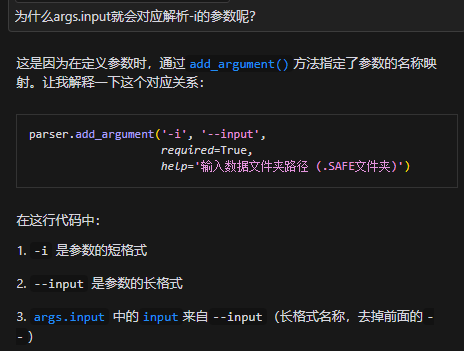 为什么args.input就会对应解析-i的参数呢？
这是因为在定义参数时，通过 add_argument() 方法指定了参数的名称映
射。让我解释一下这个对应关系：
parser.add_argument('-i', '--input',
required=True,
help='输入数据文件夹路径 (.SAFE文件夹)')
在这行代码中：
1. -i 是参数的短格式
2. --input 是参数的长格式
3. args.input 中的 input 来自 --input （长格式名称，去掉前面的 -
- ）